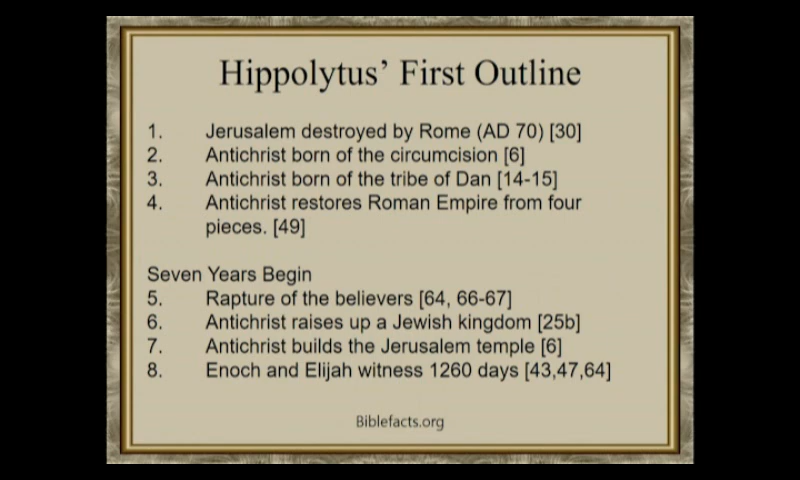 Hippolytus’ First Outline
1. Jerusalem destroyed by Rome (AD 70) [30]
2. Antichrist born of the circumcision [6]
3. Antichrist born of the tribe of Dan [14-15]
4. Antichrist restores Roman Empire from four
pieces. [49]
Seven Years Begin
5. Rapture of the believers [64, 66-67]
6. Antichrist raises up a Jewish kingdom [25b]
7. Antichrist builds the Jerusalem temple [6]
8. Enoch and Elijah witness 1260 days [43,47,64]
Biblefacts.org